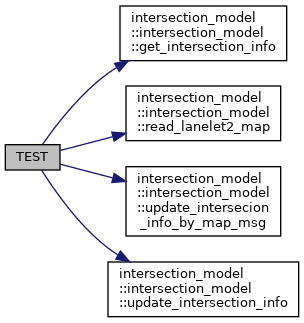 intersection_model
::intersection_model
::get_intersection_info
intersection_model
::intersection_model
::read_lanelet2_map
TEST
intersection_model
::intersection_model
::update_intersecion
_info_by_map_msg
intersection_model
::intersection_model
::update_intersection_info